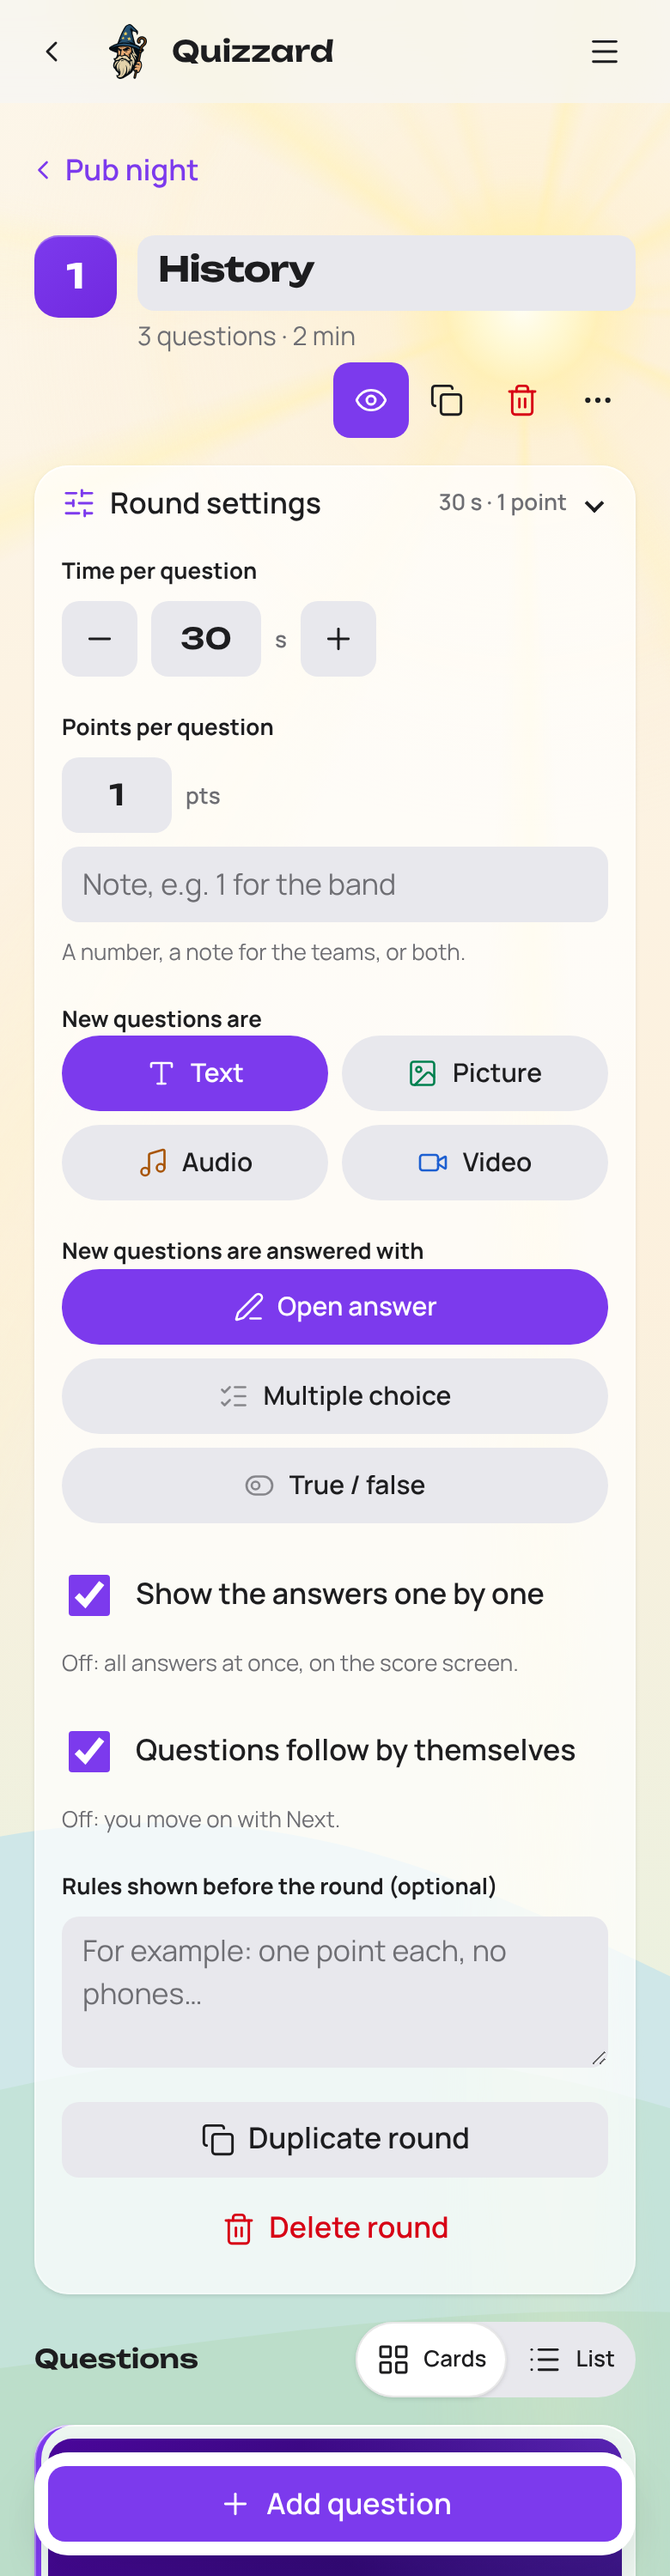 Quizzard
Pub night
1
History
3 questions · 2 min
Round settings
30 s · 1 point
Time per question
30
s
Points per question
1
pts
Note, e.g. 1 for the band
A number, a note for the teams, or both.
New questions are
Text
Picture
Audio
Video
New questions are answered with
Open answer
Multiple choice
True / false
Show the answers one by one
Off: all answers at once, on the score screen.
Questions follow by themselves
Off: you move on with Next.
Rules shown before the round (optional)
For example: one point each, no
phones...
Duplicate round
Delete round
Questions
Cards
List
Add question